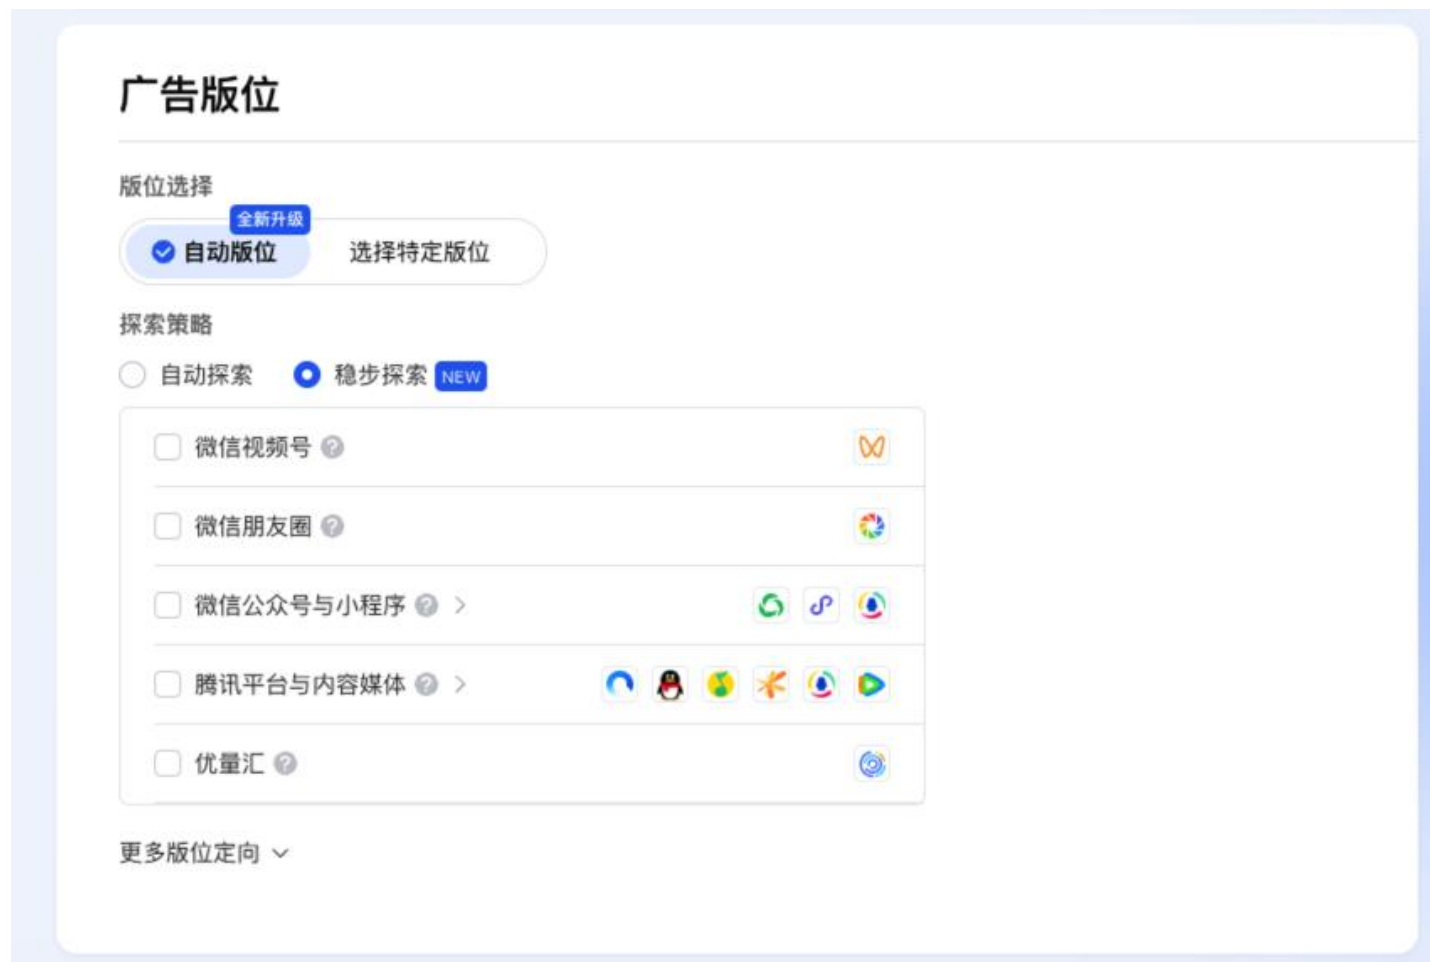 广告版位
版位选择
全新升级
自动版位 选择特定版位
探索策略
自动探索 稳步探索 NEW
微信视频号 ?
微信朋友圈 ?
微信公众号与小程序 ?
腾讯平台与内容媒体 ?
优量汇 ?
更多版位定向